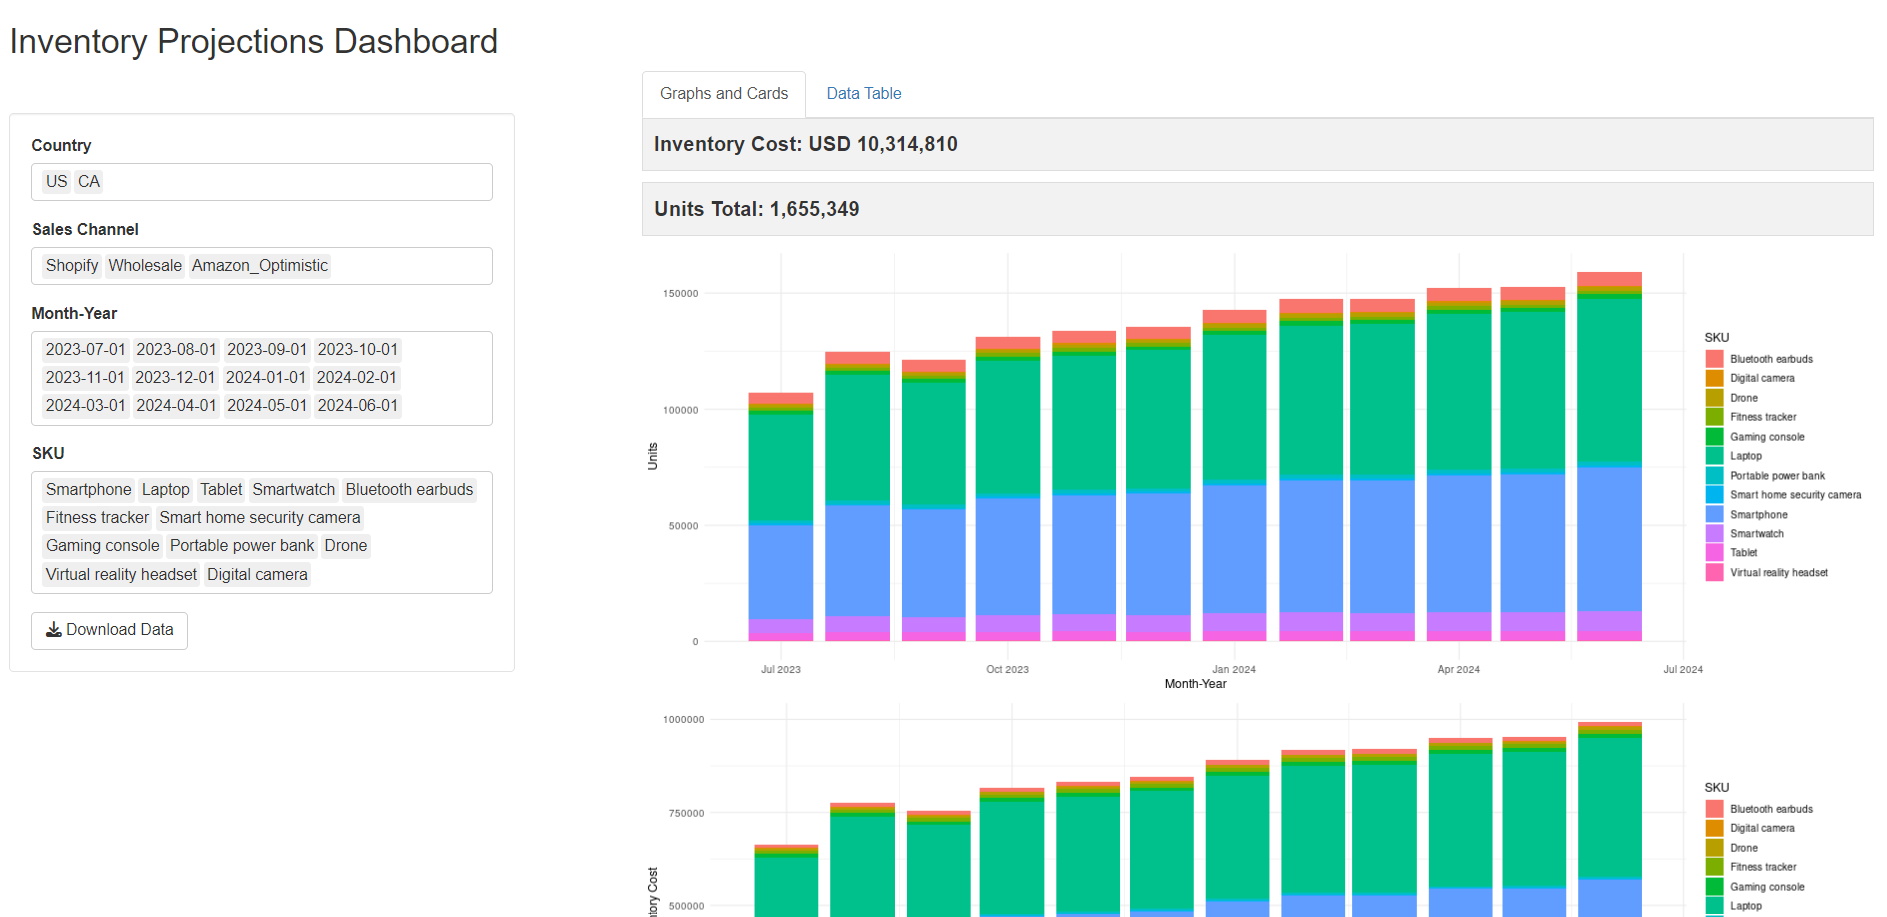 Inventory Projections Dashboard
Country
US CA
Sales Channel
Shopify Wholesale Amazon_Optimistic
Month-Year
2023-07-01 2023-08-01 2023-09-01 2023-10-01
2023-11-01 2023-12-01 2024-01-01 2024-02-01
2024-03-01 2024-04-01 2024-05-01 2024-06-01
SKU
Smartphone Laptop Tablet Smartwatch Bluetooth earbuds
Fitness tracker Smart home security camera
Gaming console Portable power bank Drone
Virtual reality headset Digital camera
Download Data
Graphs and Cards Data Table
Inventory Cost: USD 10,314,810
Units Total: 1,655,349
150000
100000
50000
0
Units
Jul 2023 Oct 2023 Jan 2024 Apr 2024 Jul 2024
Month-Year
SKU
Bluetooth earbuds
Digital camera
Drone
Fitness tracker
Gaming console
Laptop
Portable power bank
Smart home security camera
Smartphone
Smartwatch
Tablet
Virtual reality headset
1000000
750000
500000
Cost
SKU
Bluetooth earbuds
Digital camera
Drone
Fitness tracker
Gaming console
Laptop